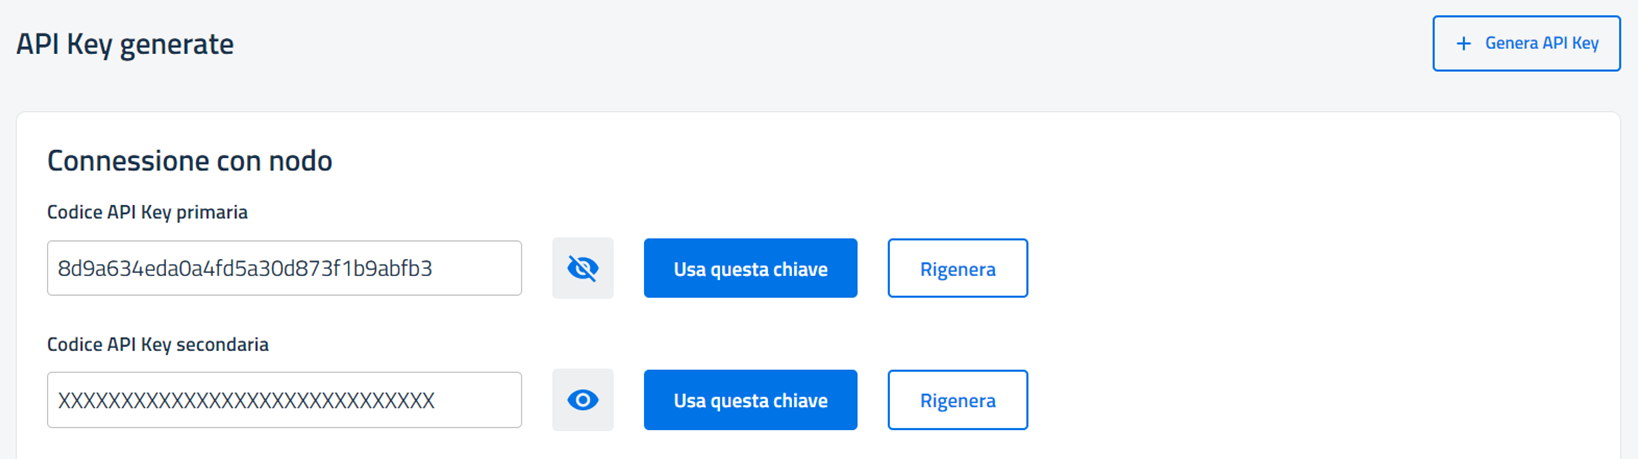 API Key generate
+ Genera API Key
Connessione con nodo
Codice API Key primaria
8d9a634eda0a4fd5a30d873f1b9abfb3
Usa questa chiave
Rigenera
Codice API Key secondaria
XXXXXXXXXXXXXXXXXXXXXXXXXXXXXX
Usa questa chiave
Rigenera